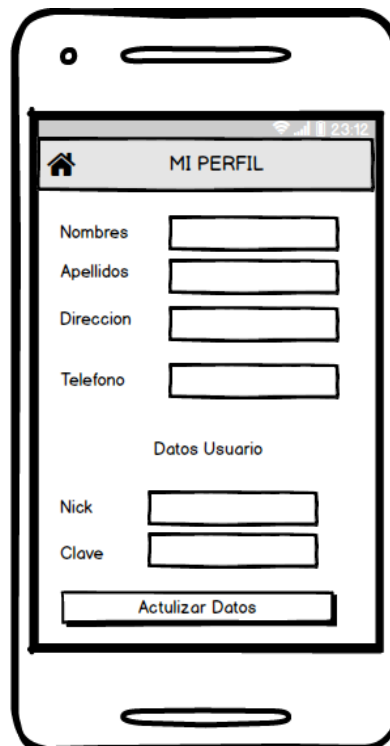 23:12
MI PERFIL
Nombres
Apellidos
Direccion
Telefono
Datos Usuario
Nick
Clave
Actulizar Datos